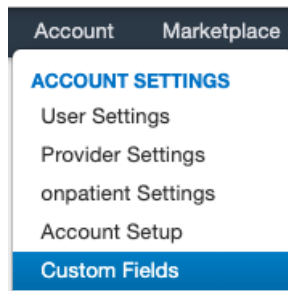 Account Marketplace
ACCOUNT SETTINGS
User Settings
Provider Settings
onpatient Settings
Account Setup
Custom Fields